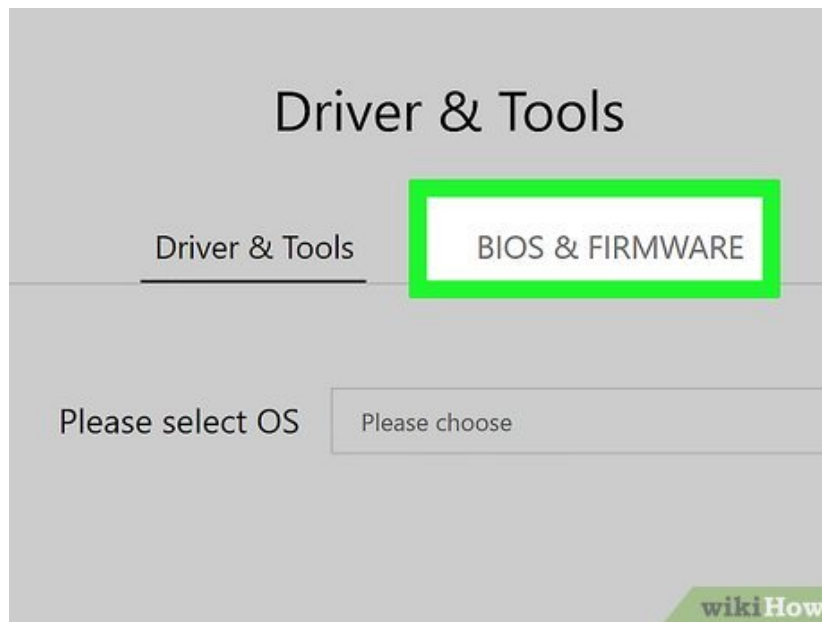 Driver & Tools
Driver & Tools BIOS & FIRMWARE
Please select OS Please choose
wikiHow